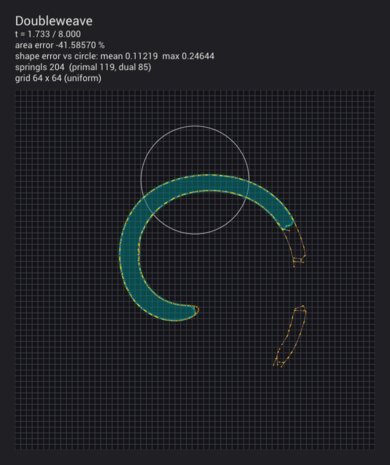 Doubleweave
t = 1.733 / 8.000
area error -41.58570 %
shape error vs circle: mean 0.11219 max 0.24644
springls 204 (primal 119, dual 85)
grid 64 x 64 (uniform)